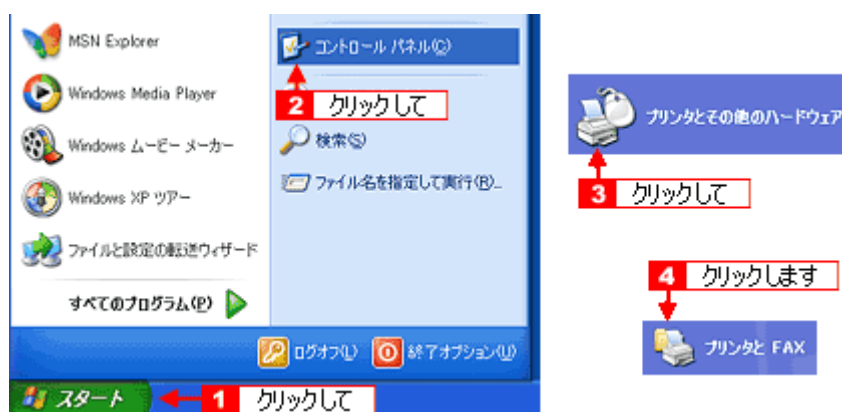 MSN Explorer
Windows Media Player
Windows ムービー メーカー
Windows XP ツアー
ファイルと設定の転送ウィザード
すべてのプログラム(P)
コントロール パネル(C)
2 クリックして
検索(S)
ファイル名を指定して実行(R)...
ログオフ(L)
終了オプション(U)
スタート
1 クリックして
プリンタとその他のハードウェア
3 クリックして
4 クリックします
プリンタと FAX